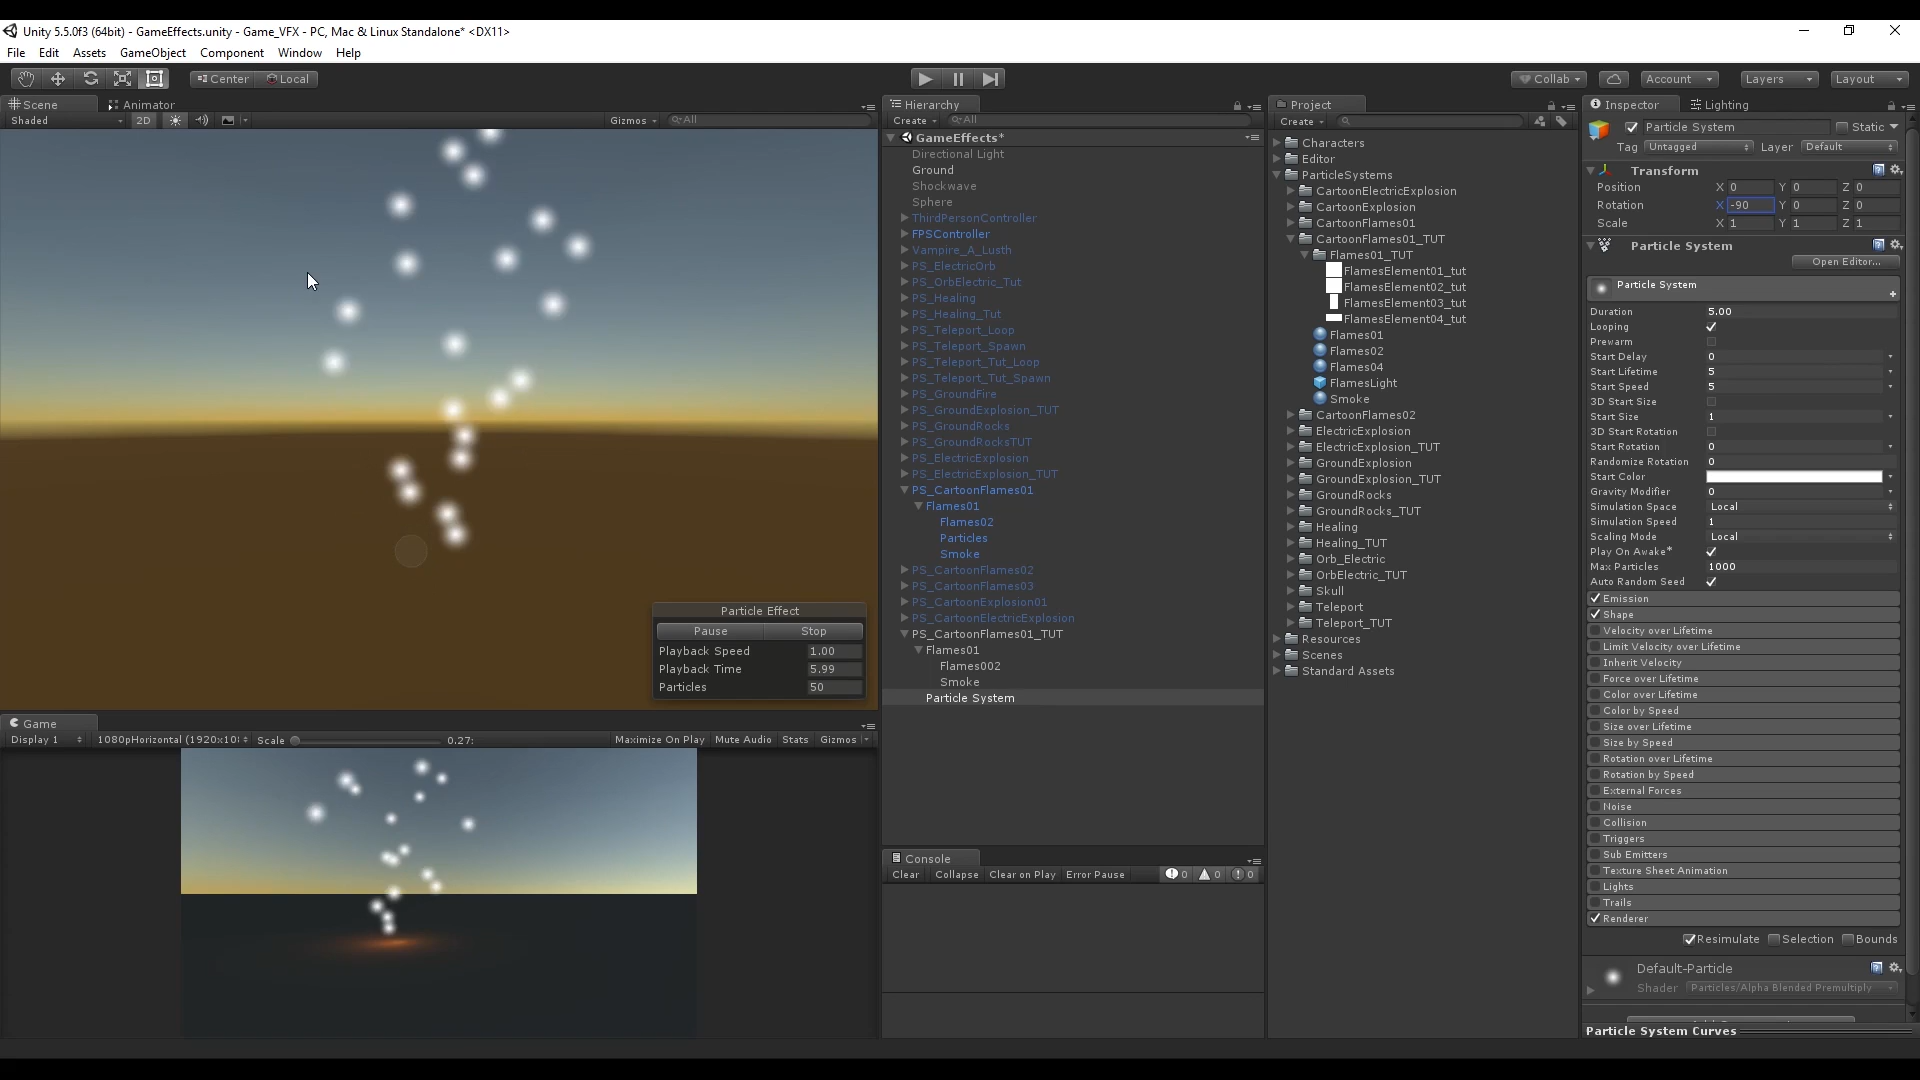 Unity 5.5.0f3 (64bit) - GameEffects.unity - Game_VFX - PC, Mac & Linux Standalone* <DX11>
File Edit Assets GameObject Component Window Help
Center Local
Collab Account Layers Layout
Scene Animator
Shaded 2D Gizmos All
Particle Effect
Pause Stop
Playback Speed 1.00
Playback Time 5.99
Particles 50
Game
Display 1 1080pHorizontal (1920x10 Scale 0.27: Maximize On Play Mute Audio Stats Gizmos
Hierarchy
Create All
GameEffects*
Directional Light
Ground
Shockwave
Sphere
ThirdPersonController
FPSController
Vampire_A_Lusth
PS_ElectricOrb
PS_OrbElectric_Tut
PS_Healing
PS_Healing_Tut
PS_Teleport_Loop
PS_Teleport_Spawn
PS_Teleport_Tut_Loop
PS_Teleport_Tut_Spawn
PS_GroundFire
PS_GroundExplosion_TUT
PS_GroundRocks
PS_GroundRocksTUT
PS_ElectricExplosion
PS_ElectricExplosion_TUT
PS_CartoonFlames01
Flames01
Flames02
Particles
Smoke
PS_CartoonFlames02
PS_CartoonFlames03
PS_CartoonExplosion01
PS_CartoonElectricExplosion
PS_CartoonFlames01_TUT
Flames01
Flames002
Smoke
Particle System
Console
Clear Collapse Clear on Play Error Pause 0 0 0
Project
Create
Characters
Editor
ParticleSystems
CartoonElectricExplosion
CartoonExplosion
CartoonFlames01
CartoonFlames01_TUT
Flames01_TUT
FlamesElement01_tut
FlamesElement02_tut
FlamesElement03_tut
FlamesElement04_tut
Flames01
Flames02
Flames04
FlamesLight
Smoke
CartoonFlames02
ElectricExplosion
ElectricExplosion_TUT
GroundExplosion
GroundExplosion_TUT
GroundRocks
GroundRocks_TUT
Healing
Healing_TUT
Orb_Electric
OrbElectric_TUT
Skull
Teleport
Teleport_TUT
Resources
Scenes
Standard Assets
Inspector Lighting
Particle System Static
Tag Untagged Layer Default
Transform
Position X 0 Y 0 Z 0
Rotation X -90 Y 0 Z 0
Scale X 1 Y 1 Z 1
Particle System
Open Editor...
Particle System
Duration 5.00
Looping
Prewarm
Start Delay 0
Start Lifetime 5
Start Speed 5
3D Start Size
Start Size 1
3D Start Rotation
Start Rotation 0
Randomize Rotation 0
Start Color
Gravity Modifier 0
Simulation Space Local
Simulation Speed 1
Scaling Mode Local
Play On Awake*
Max Particles 1000
Auto Random Seed
Emission
Shape
Velocity over Lifetime
Limit Velocity over Lifetime
Inherit Velocity
Force over Lifetime
Color over Lifetime
Color by Speed
Size over Lifetime
Size by Speed
Rotation over Lifetime
Rotation by Speed
External Forces
Noise
Collision
Triggers
Sub Emitters
Texture Sheet Animation
Lights
Trails
Renderer
Resimulate Selection Bounds
Default-Particle
Shader Particles/Alpha Blended Premultiply
Particle System Curves